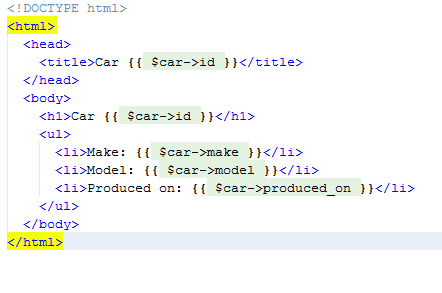 <!DOCTYPE html>
<html>
  <head>
    <title>Car {{ $car->id }}</title>
  </head>
  <body>
    <h1>Car {{ $car->id }}</h1>
    <ul>
      <li>Make: {{ $car->make }}</li>
      <li>Model: {{ $car->model }}</li>
      <li>Produced on: {{ $car->produced_on }}</li>
    </ul>
  </body>
</html>